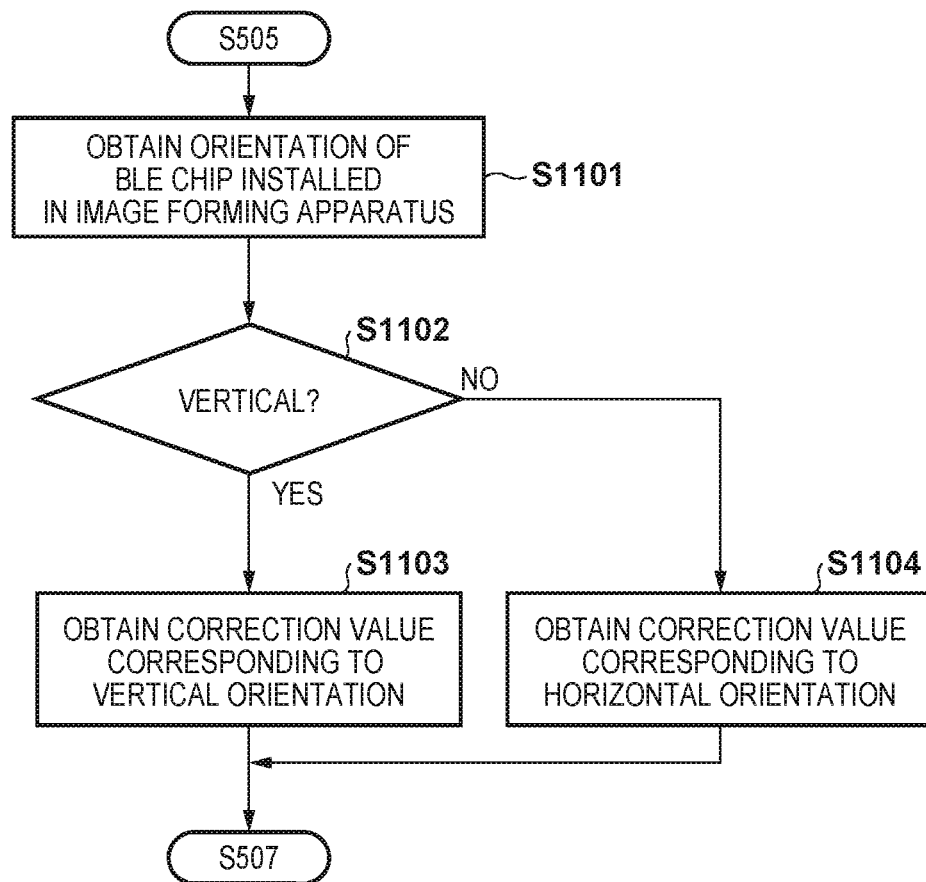 S505
OBTAIN ORIENTATION OF
BLE CHIP INSTALLED
IN IMAGE FORMING APPARATUS
S1101
S1102
VERTICAL?
NO
YES
S1103
OBTAIN CORRECTION VALUE
CORRESPONDING TO
VERTICAL ORIENTATION
S1104
OBTAIN CORRECTION VALUE
CORRESPONDING TO
HORIZONTAL ORIENTATION
S507